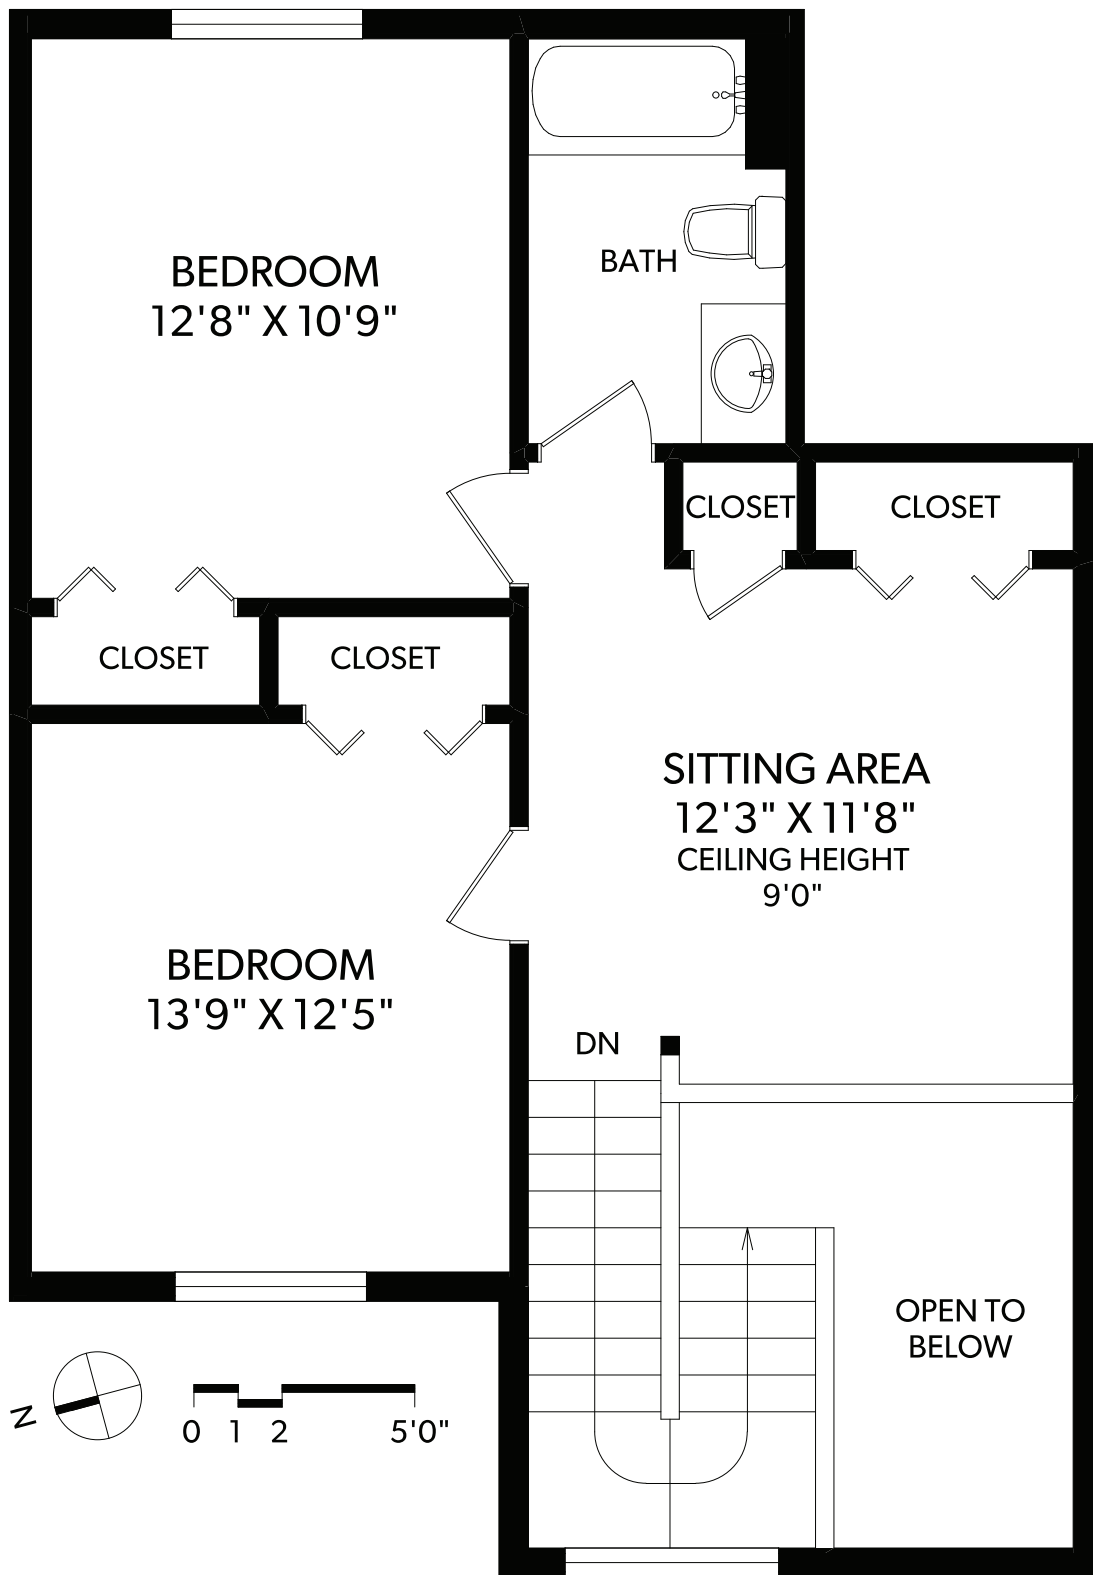 BEDROOM
12'8" X 10'9"
BATH
CLOSET
CLOSET
CLOSET
CLOSET
SITTING AREA
12'3" X 11'8"
CEILING HEIGHT
9'0"
BEDROOM
13'9" X 12'5"
DN
OPEN TO
BELOW
N
0 1 2 5'0"